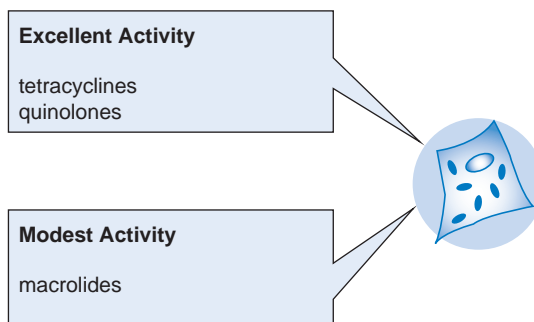 Excellent Activity
tetracyclines
quinolones
Modest Activity
macrolides